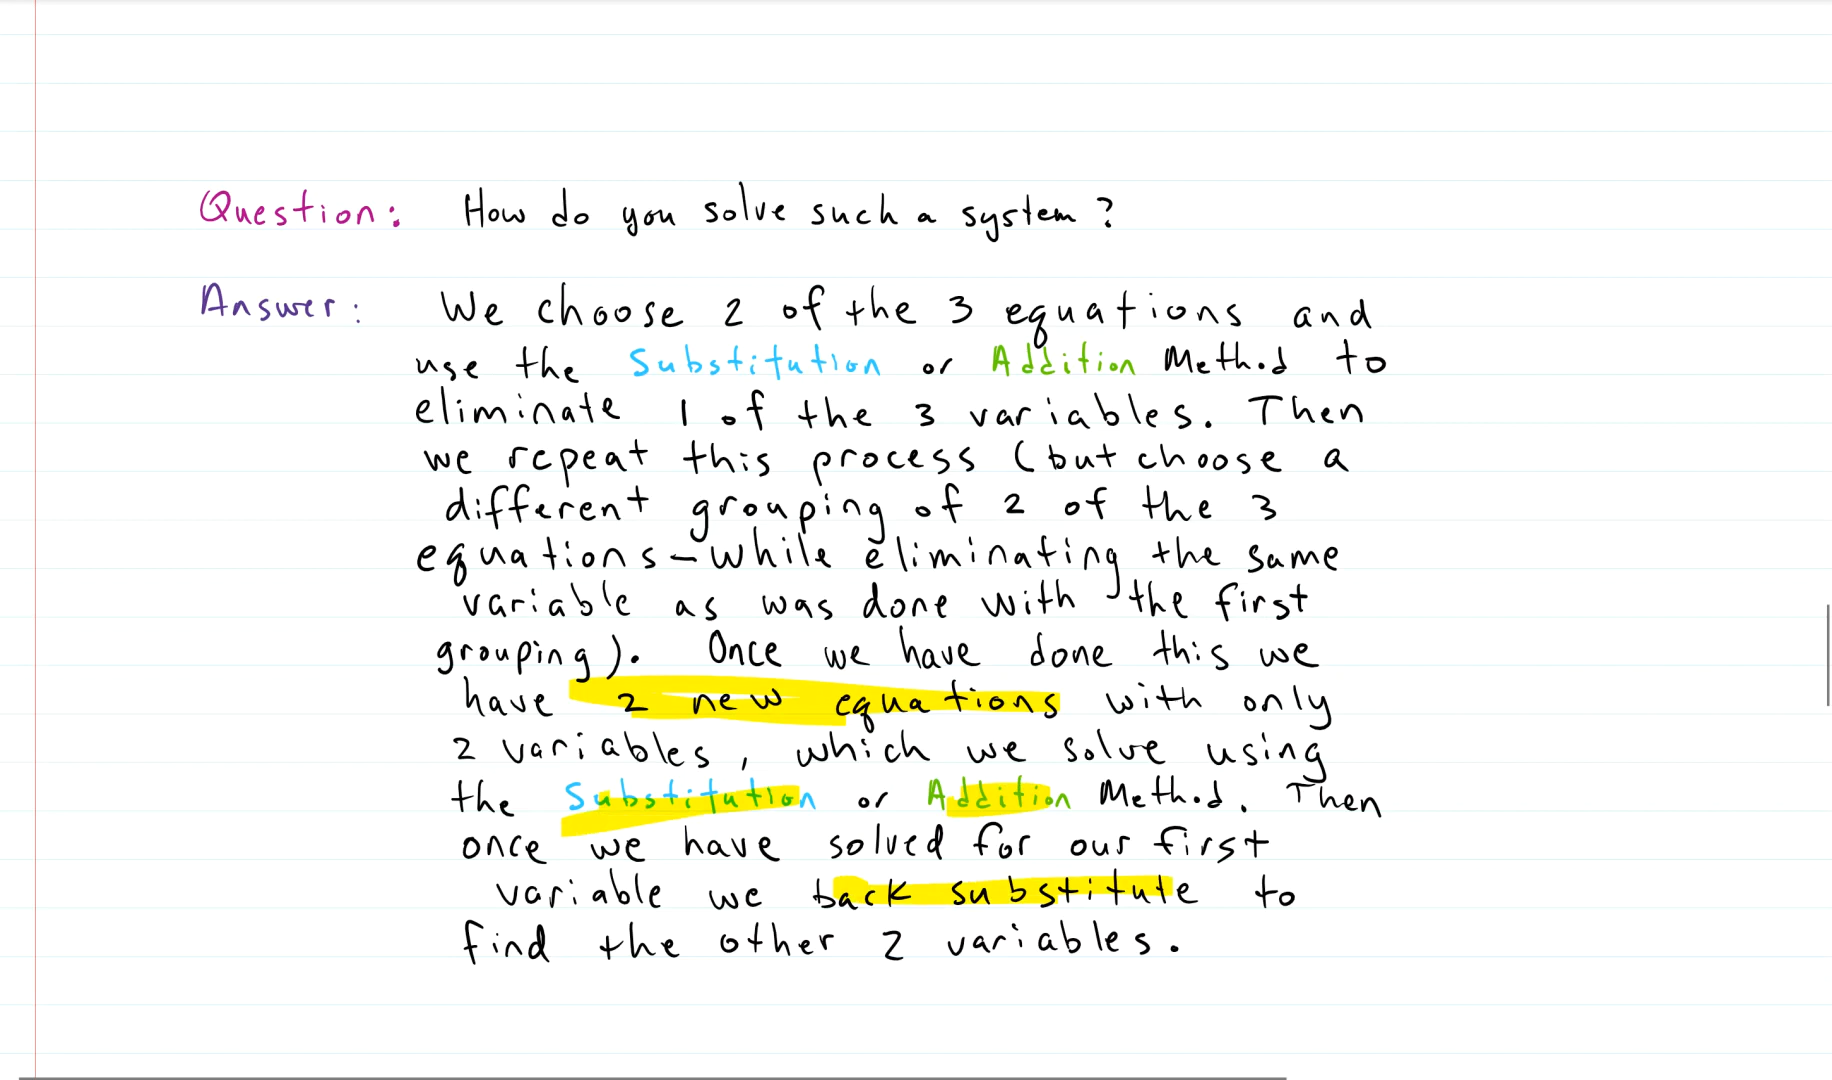 Question: How do you solve such a system?
Answer: We choose 2 of the 3 equations and
use the Substitution or Addition Method to
eliminate 1 of the 3 variables. Then
we repeat this process (but choose a
different grouping of 2 of the 3
equations - while eliminating the same
variable as was done with the first
grouping). Once we have done this we
have 2 new equations with only
2 variables, which we solve using
the Substitution or Addition Method. Then
once we have solved for our first
variable we back substitute to
find the other 2 variables.